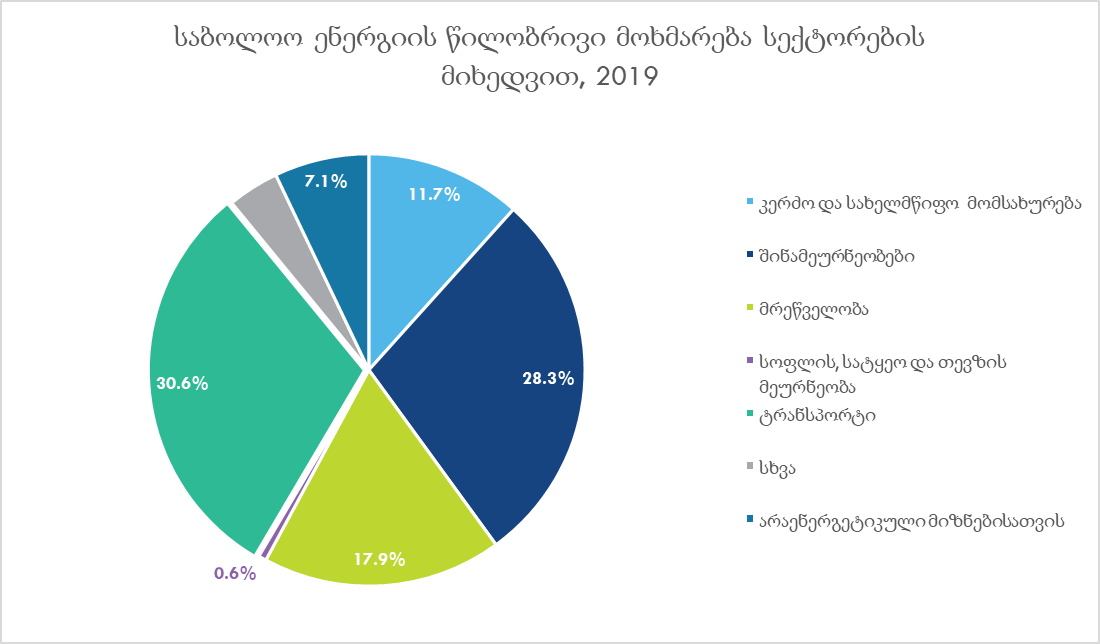 საბოლოო ენერგიის წილობრივი მოხმარება სექტორების
მიხედვით, 2019
7.1%
11.7%
30.6%
28.3%
17.9%
0.6%
კერძო და სახელმწიფო მომსახურება
შინამეურნეობები
მრეწველობა
სოფლის, სატყეო და თევზის
მეურნეობა
ტრანსპორტი
სხვა
არაენერგეტიკული მიზნებისათვის